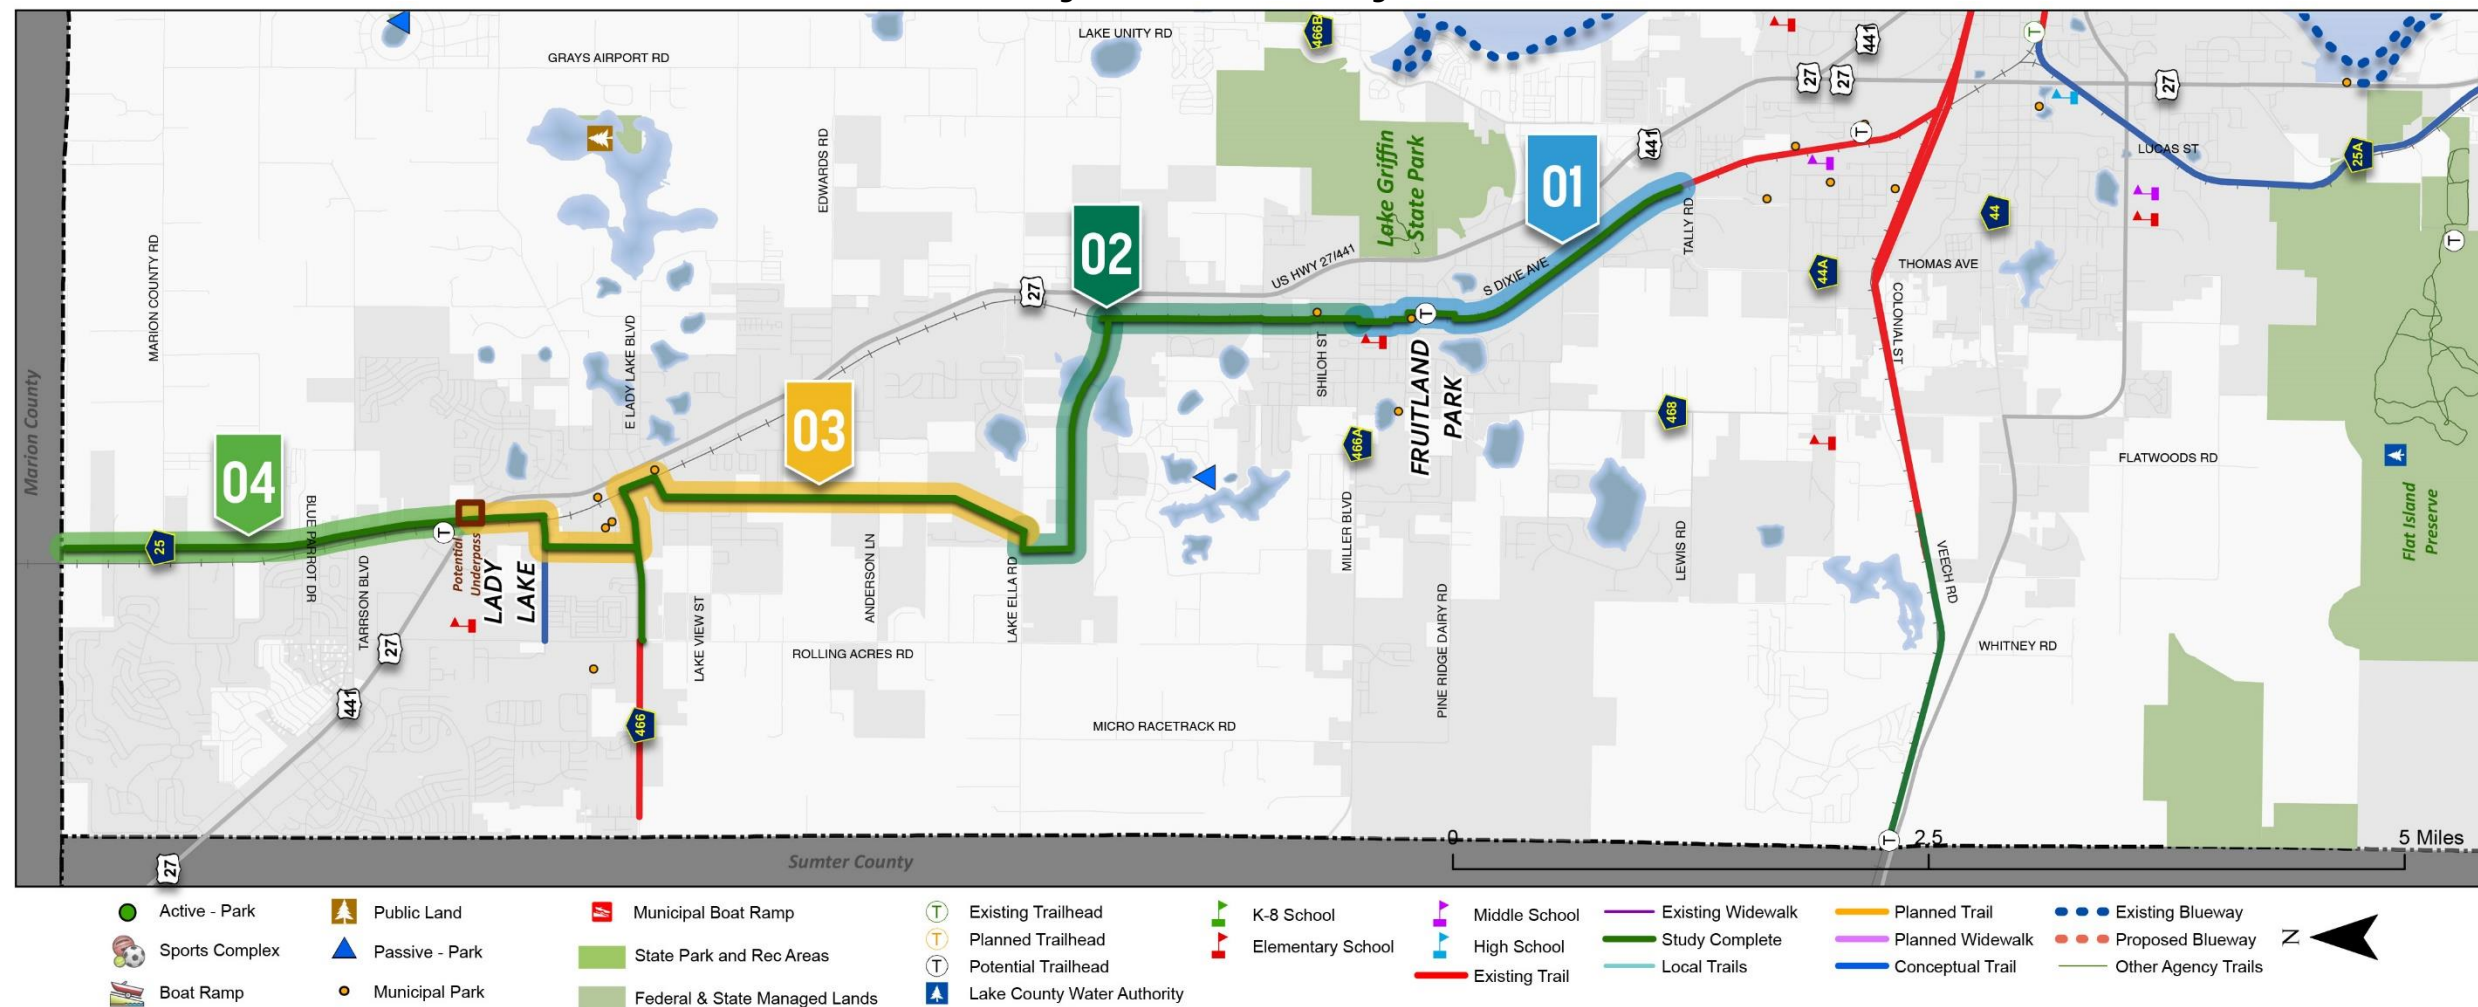 GRAYS AIRPORT RD
LAKE UNITY RD
466B
441
27
27
27
MARION COUNTY RD
EDWARDS RD
Lake Griffin
State Park
441
01
LUCAS ST
25A
44
TALLY RD
02
US HWY 27/441
S DIXIE AVE
44A
THOMAS AVE
27
COLONIAL ST
Marion County
E LADY LAKE BLVD
SHILOH ST
FRUITLAND
PARK
03
04
466A
468
FLATWOODS RD
Flat Island
Preserve
25
BLUE PARROT DR
TARRSON BLVD
Potential
Underpass
LADY
LAKE
ANDERSON LN
LAKE ELLA RD
MILLER BLVD
LEWIS RD
VEECH RD
27
LAKE VIEW ST
ROLLING ACRES RD
PINE RIDGE DAIRY RD
WHITNEY RD
441
466
MICRO RACETRACK RD
27
Sumter County
0 2.5 5 Miles
Active - Park
Sports Complex
Boat Ramp
Public Land
Passive - Park
Municipal Park
Municipal Boat Ramp
State Park and Rec Areas
Federal & State Managed Lands
T Existing Trailhead
T Planned Trailhead
T Potential Trailhead
Lake County Water Authority
K-8 School
Elementary School
Middle School
High School
Existing Trail
Existing Widewalk
Study Complete
Local Trails
Planned Trail
Planned Widewalk
Conceptual Trail
Existing Blueway
Proposed Blueway
Other Agency Trails
N